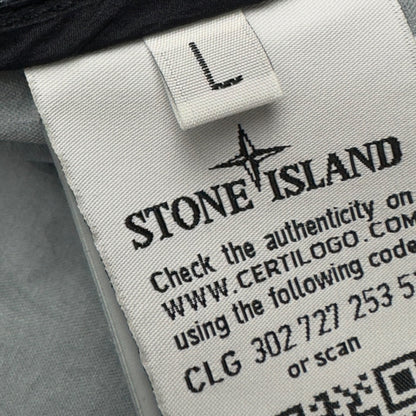 L
STONE ISLAND
Check the authenticity on
WWW.CERTILOGO.COM
using the following code
CLG 302 727 253 5
or scan